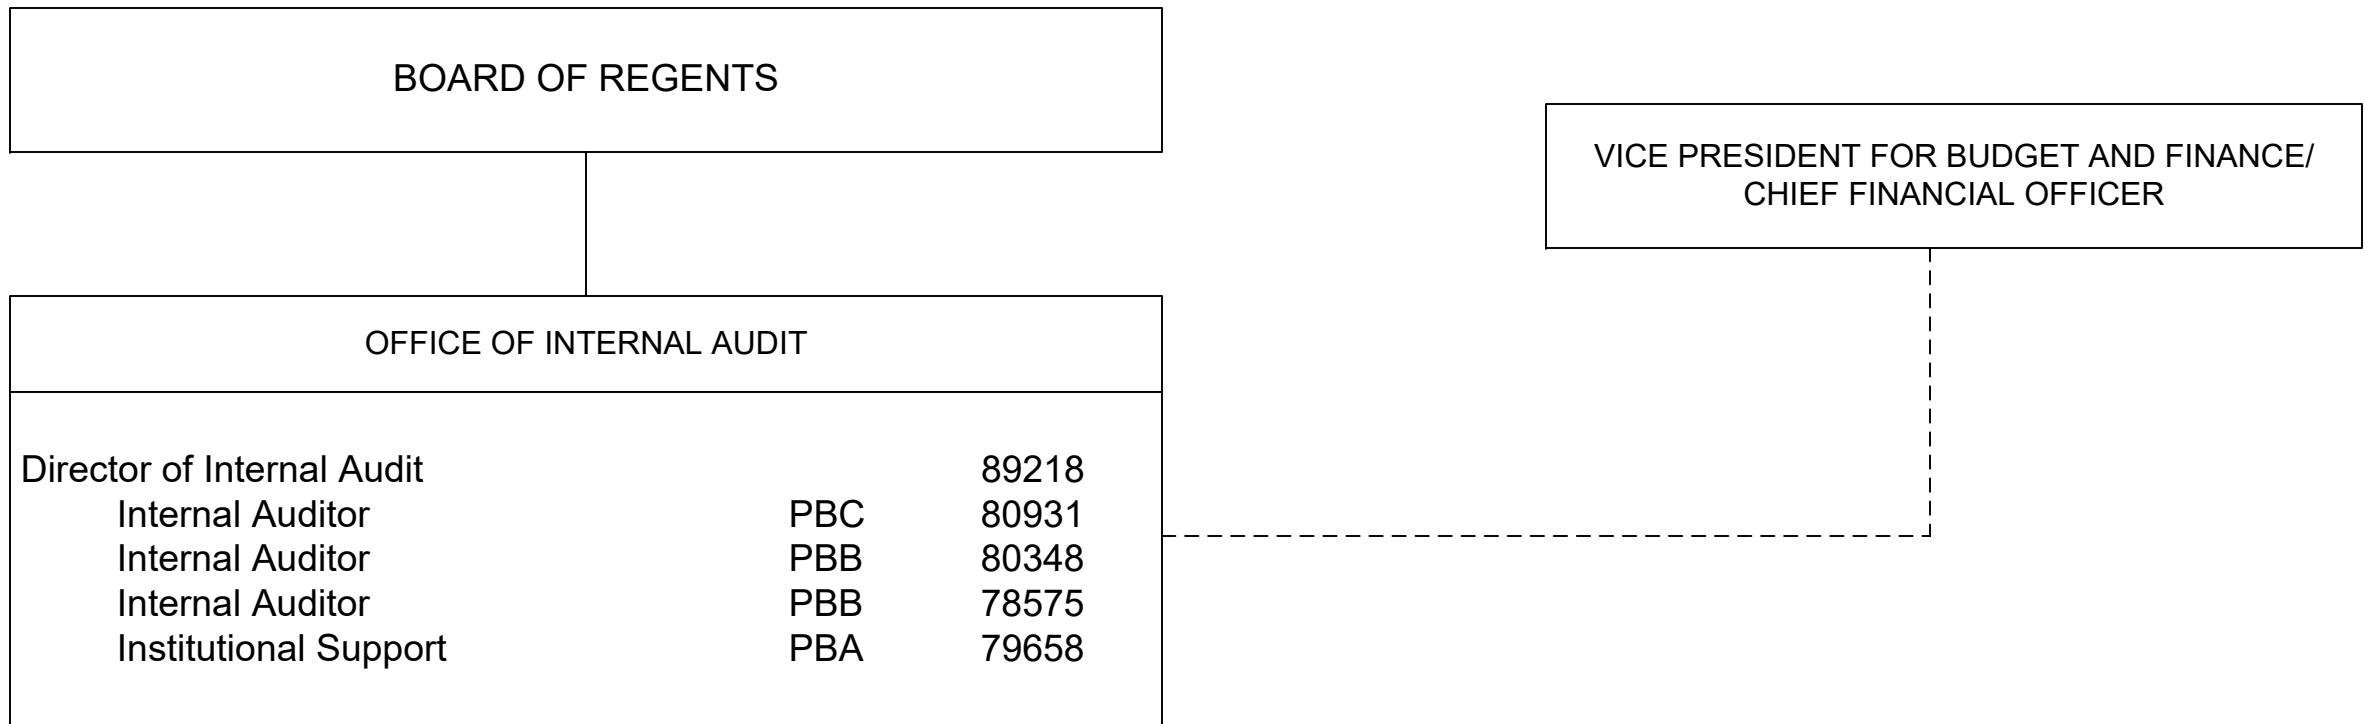 BOARD OF REGENTS
VICE PRESIDENT FOR BUDGET AND FINANCE/
CHIEF FINANCIAL OFFICER
OFFICE OF INTERNAL AUDIT
Director of Internal Audit 89218
Internal Auditor PBC 80931
Internal Auditor PBB 80348
Internal Auditor PBB 78575
Institutional Support PBA 79658